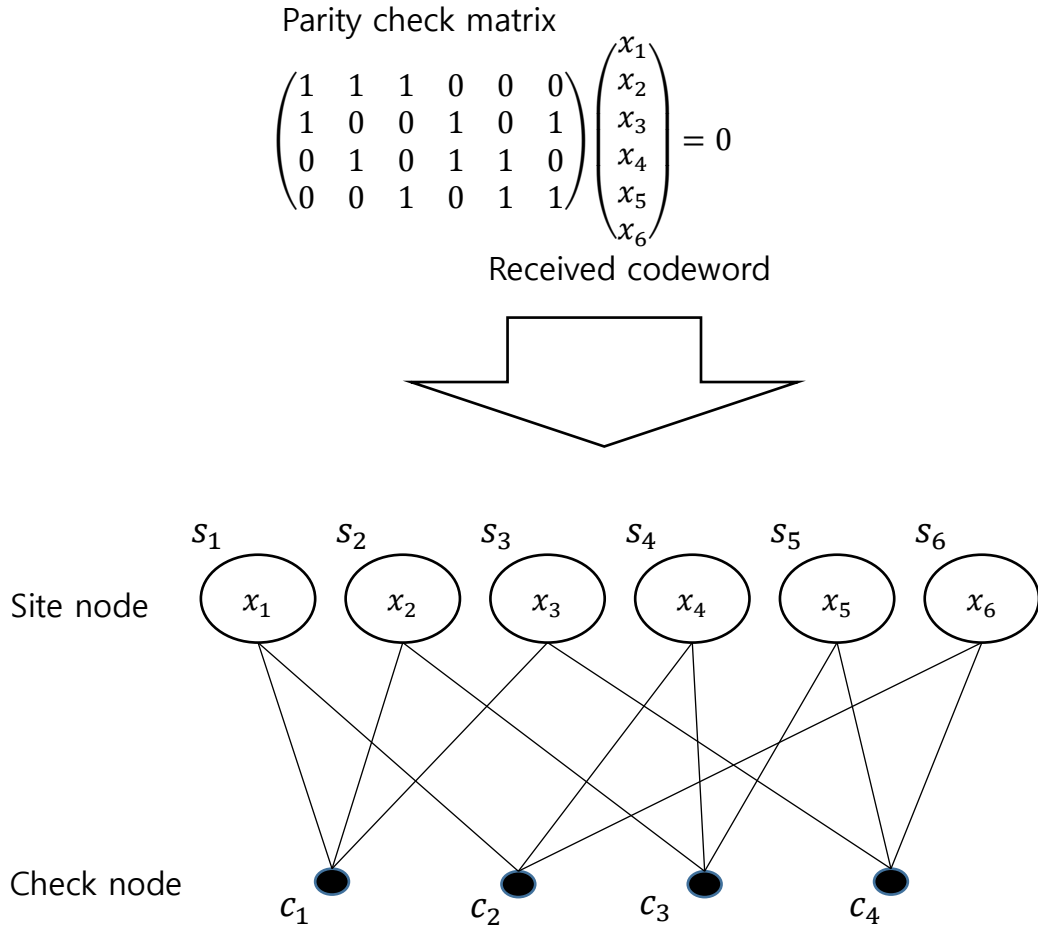 Parity check matrix
1 1 1 0 0 0
1 0 0 1 0 1
0 1 0 1 1 0
0 0 1 0 1 1
x₁
x₂
x₃
x₄
x₅
x₆
= 0
Received codeword
s₁ s₂ s₃ s₄ s₅ s₆
Site node x₁ x₂ x₃ x₄ x₅ x₆
Check node
c₁ c₂ c₃ c₄